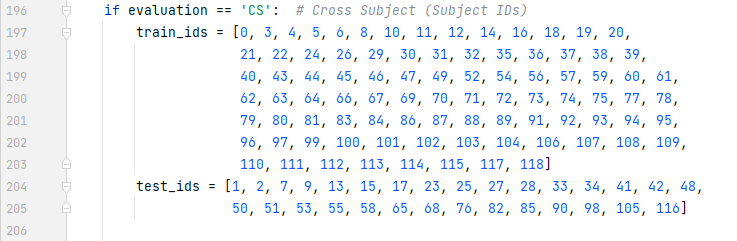 196 if evaluation == 'CS':  # Cross Subject (Subject IDs)
197 train_ids = [0, 3, 4, 5, 6, 8, 10, 11, 12, 14, 16, 18, 19, 20,
198 21, 22, 24, 26, 29, 30, 31, 32, 35, 36, 37, 38, 39,
199 40, 43, 44, 45, 46, 47, 49, 52, 54, 56, 57, 59, 60, 61,
200 62, 63, 64, 66, 67, 69, 70, 71, 72, 73, 74, 75, 77, 78,
201 79, 80, 81, 83, 84, 86, 87, 88, 89, 91, 92, 93, 94, 95,
202 96, 97, 99, 100, 101, 102, 103, 104, 106, 107, 108, 109,
203 110, 111, 112, 113, 114, 115, 117, 118]
204 test_ids = [1, 2, 7, 9, 13, 15, 17, 23, 25, 27, 28, 33, 34, 41, 42, 48,
205 50, 51, 53, 55, 58, 65, 68, 76, 82, 85, 90, 98, 105, 116]
206